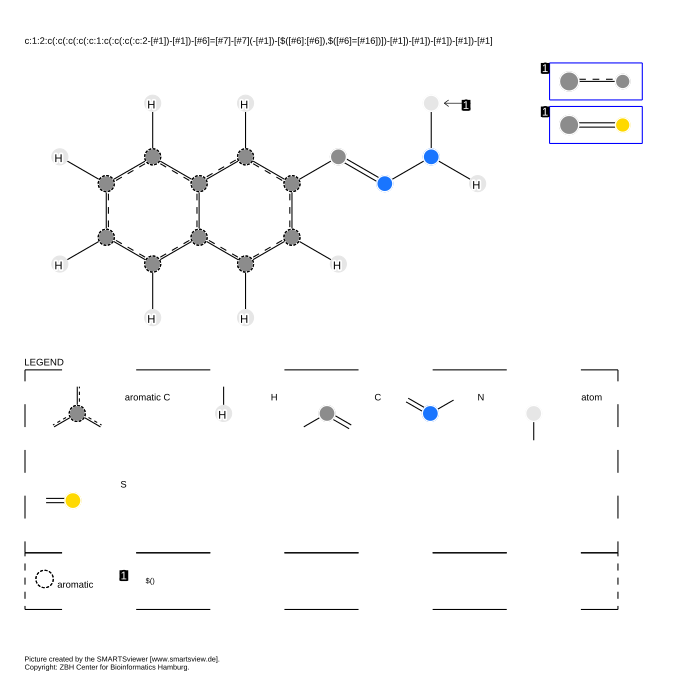 c:1:2:c(:c(:c(:c(:c:1:c(:c(:c(:c:2-[#1])-[#1])-[#6]=[#7]-[#7](-[#1])-[$([#6]:[#6]),$([#6]=[#16])])-[#1])-[#1])-[#1])-[#1])-[#1]
1
1
H
H
1
H
H
H
H
H
H
LEGEND
aromatic C
H
H
C
N
atom
S
aromatic
1
$()
Picture created by the SMARTSviewer [www.smartsview.de].
Copyright: ZBH Center for Bioinformatics Hamburg.